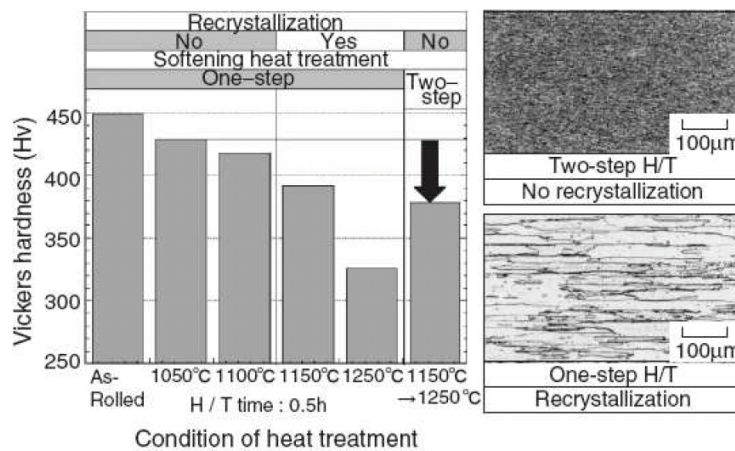 Recrystallization
No Yes No
Softening heat treatment
One–step Two–
step
450
400
350
300
250
Vickers hardness (Hv)
As- 1050°C 1100°C 1150°C 1250°C 1150°C
Rolled H / T time : 0.5h →1250°C
Condition of heat treatment
100μm
Two-step H/T
No recrystallization
100μm
One-step H/T
Recrystallization